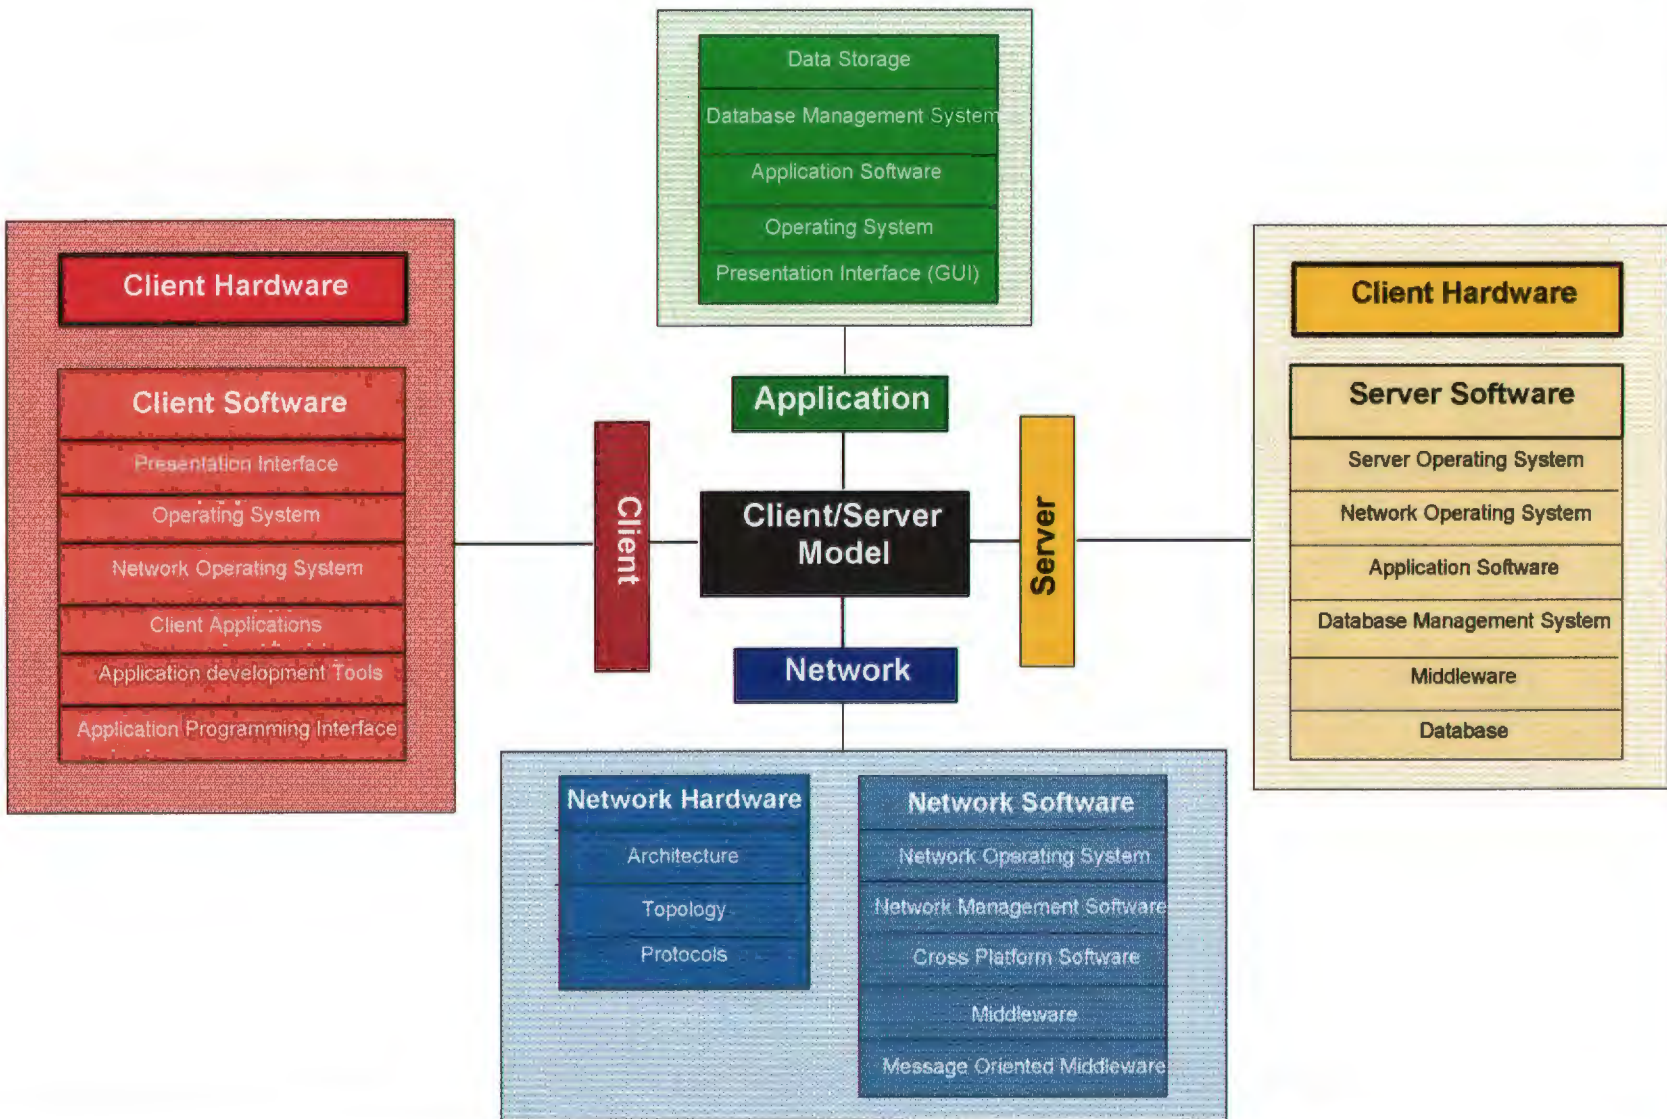 Data Storage
Database Management System
Application Software
Operating System
Presentation Interface (GUI)
Application
Client Hardware
Client Software
Presentation Interface
Operating System
Network Operating System
Client Applications
Application development Tools
Application Programming Interface
Client
Client/Server
Model
Server
Client Hardware
Server Software
Server Operating System
Network Operating System
Application Software
Database Management System
Middleware
Database
Network
Network Hardware
Architecture
Topology
Protocols
Network Software
Network Operating System
Network Management Software
Cross Platform Software
Middleware
Message Oriented Middleware